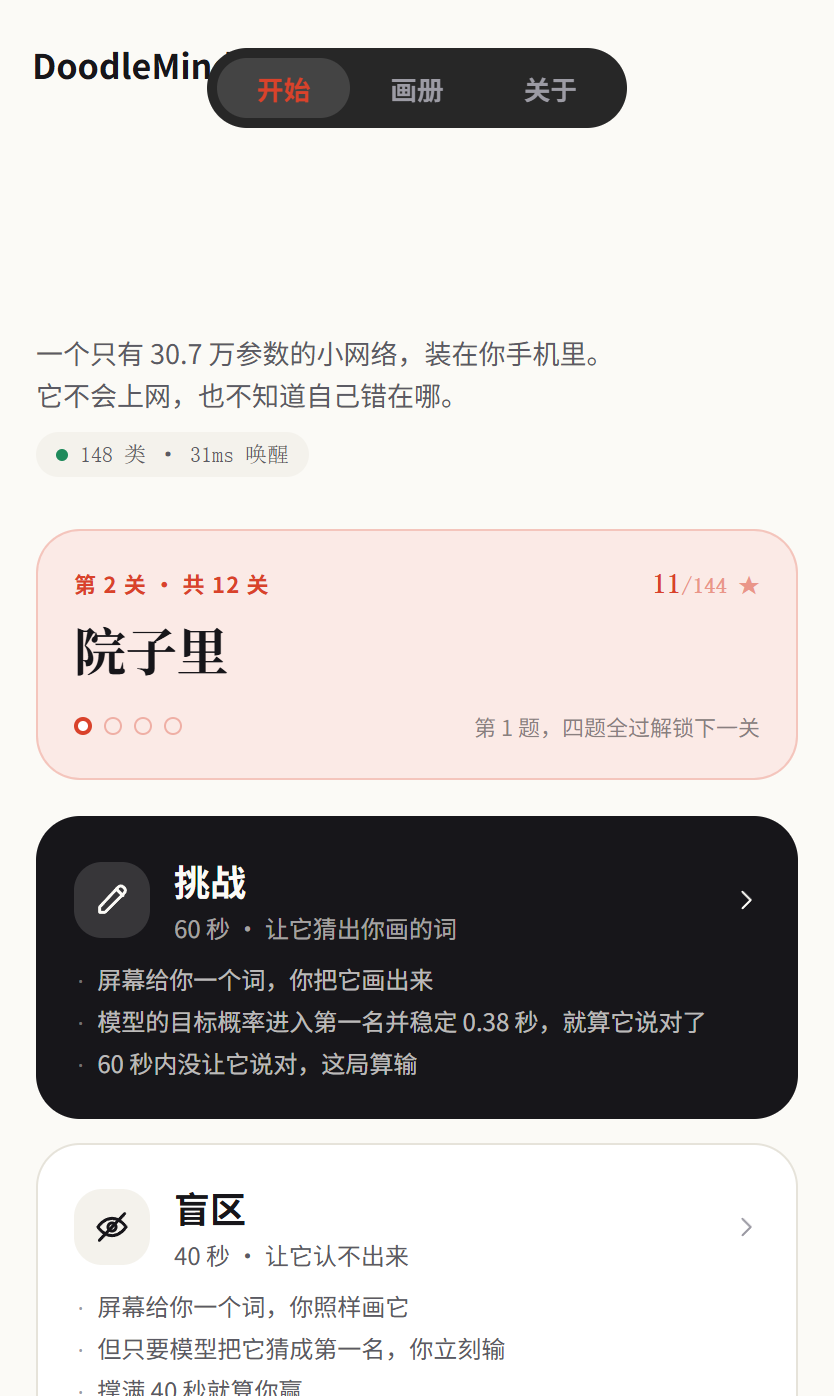 DoodleMin
开始
画册
关于
一个只有 30.7 万参数的小网络，装在你手机里。
它不会上网，也不知道自己错在哪。
148 类 · 31ms 唤醒
第 2 关 · 共 12 关
11/144 ★
院子里
第 1 题，四题全过解锁下一关
挑战
60 秒 · 让它猜出你画的词
· 屏幕给你一个词，你把它画出来
· 模型的目标概率进入第一名并稳定 0.38 秒，就算它说对了
· 60 秒内没让它说对，这局算输
盲区
40 秒 · 让它认不出来
· 屏幕给你一个词，你照样画它
· 但只要模型把它猜成第一名，你立刻输
· 撑满 40 秒就算你赢